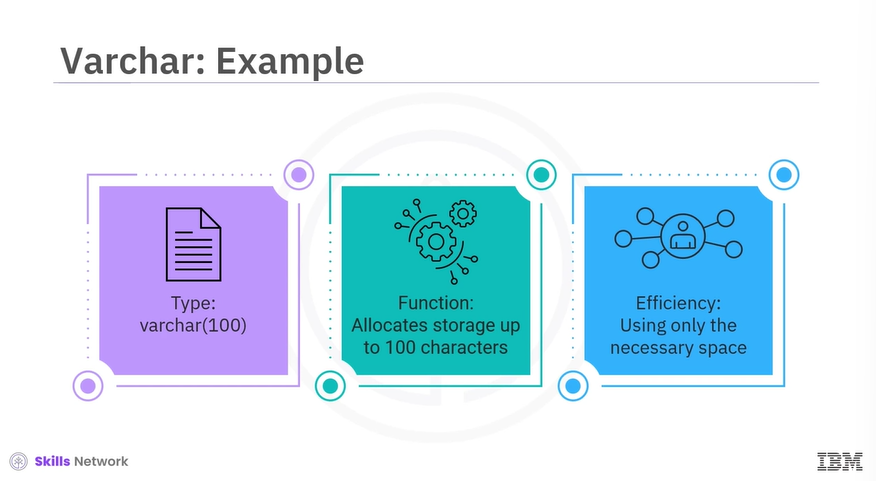 Varchar: Example
Type:
varchar(100)
Function:
Allocates storage up
to 100 characters
Efficiency:
Using only the
necessary space
Skills Network
IBM